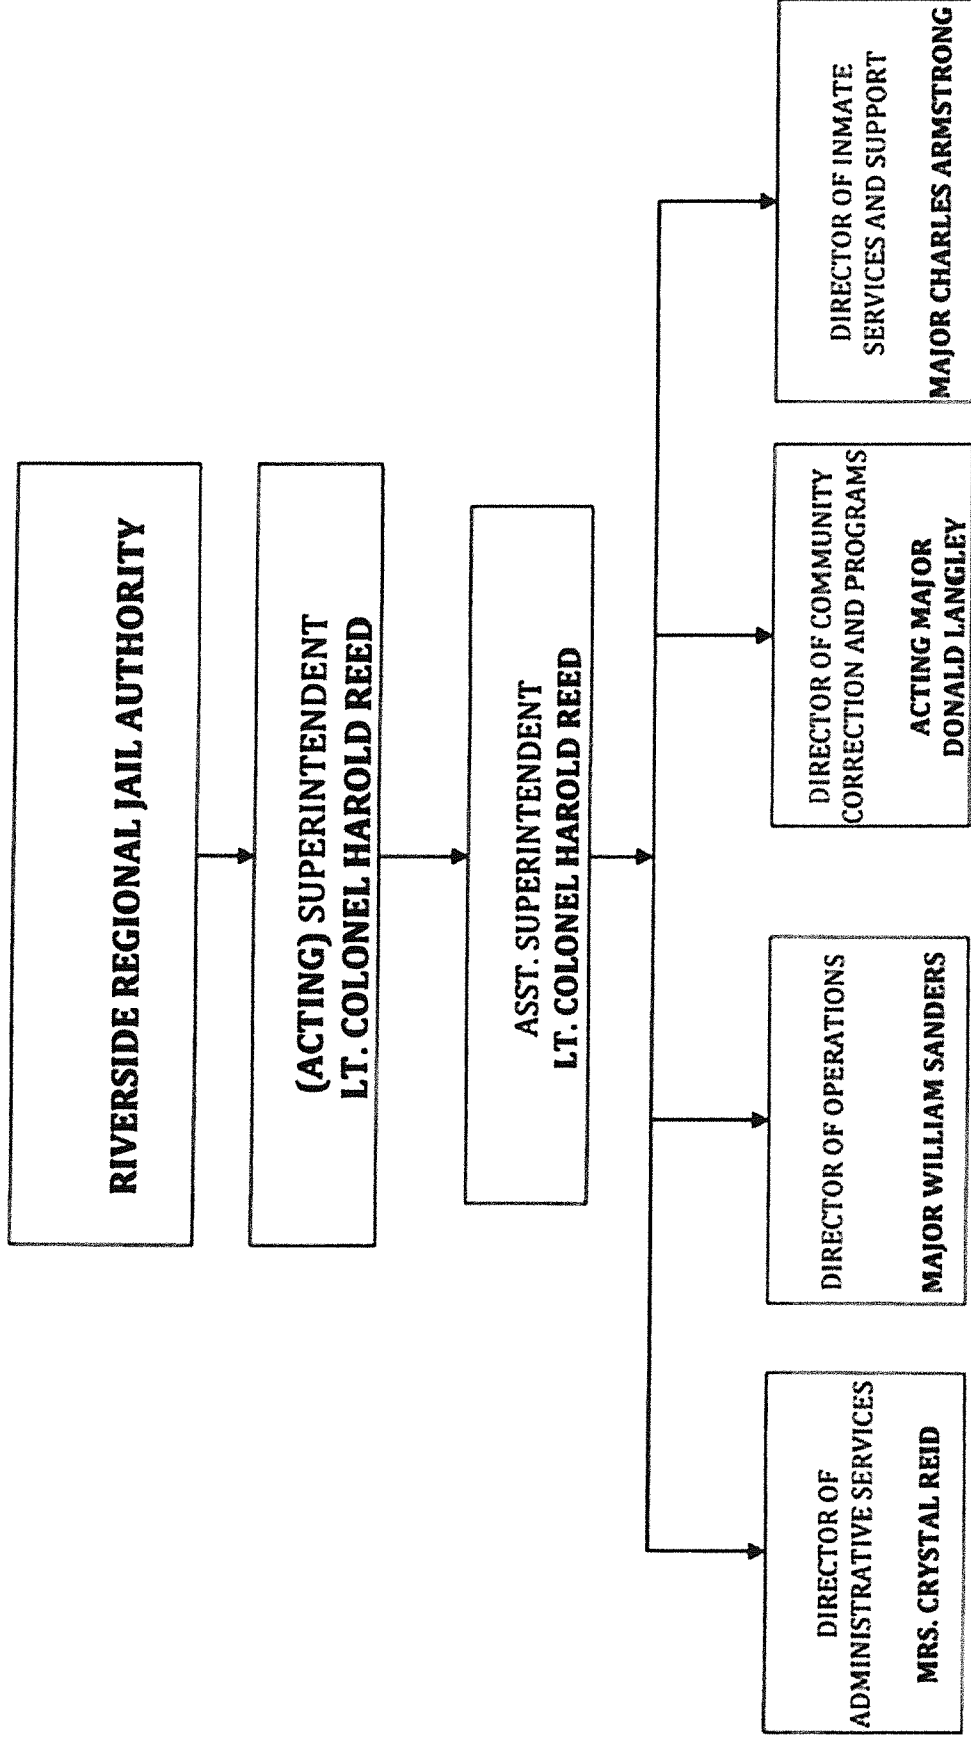 RIVERSIDE REGIONAL JAIL AUTHORITY
(ACTING) SUPERINTENDENT
LT. COLONEL HAROLD REED
ASST. SUPERINTENDENT
LT. COLONEL HAROLD REED
DIRECTOR OF
ADMINISTRATIVE SERVICES
MRS. CRYSTAL REID
DIRECTOR OF OPERATIONS
MAJOR WILLIAM SANDERS
DIRECTOR OF COMMUNITY
CORRECTION AND PROGRAMS
ACTING MAJOR
DONALD LANGLEY
DIRECTOR OF INMATE
SERVICES AND SUPPORT
MAJOR CHARLES ARMSTRONG